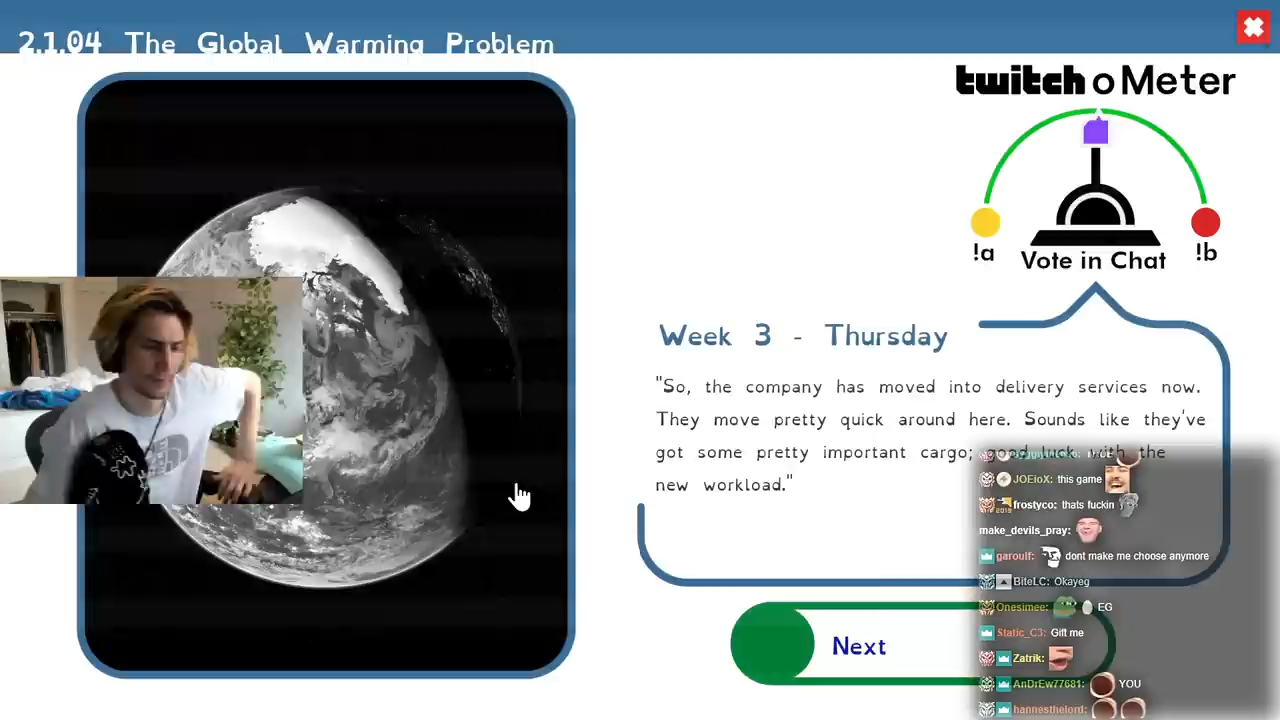 2.1.04 The Global Warming Problem
twitch o Meter
!a
Vote in Chat
!b
Week 3 - Thursday
"So, the company has moved into delivery services now.
They move pretty quick around here. Sounds like they've
got some pretty important cargo; good luck with the
new workload."
Next
JOEioX: this game
frostyco: thats fuckin
make_devils_pray:
garoulf: dont make me choose anymore
BiteLC: Okayeg
Onesimee: EG
Static_C3: Gift me
Zatrik:
AnDrEw77681: YOU
hannesthelord: